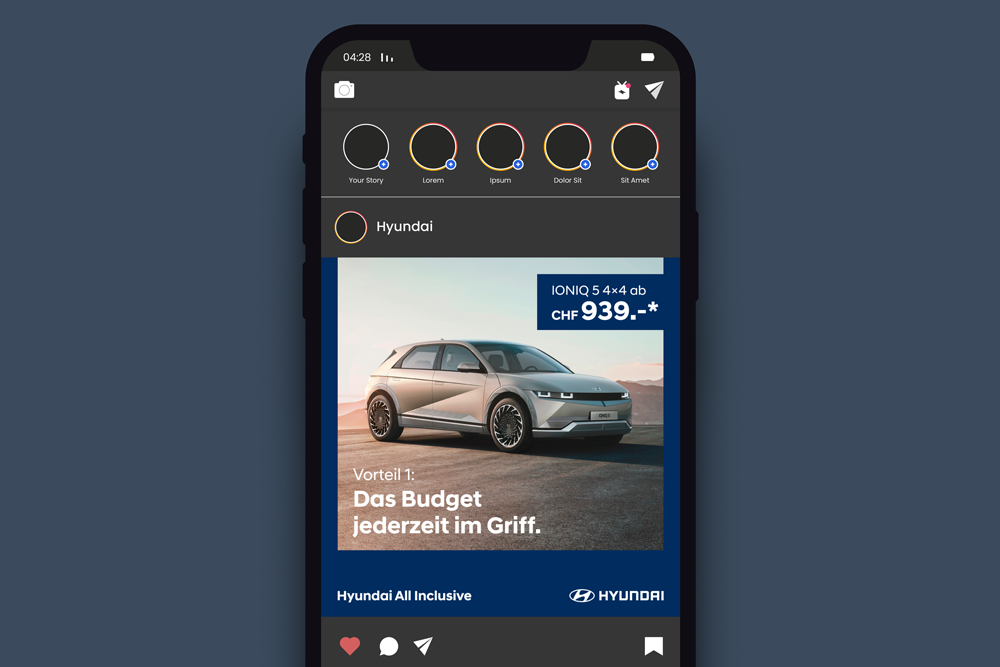 04:28
Your Story
Lorem
Ipsum
Dolor Sit
Sit Amet
Hyundai
IONIQ 5 4×4 ab
CHF 939.-*
IONIQ 5
Vorteil 1:
Das Budget
jederzeit im Griff.
Hyundai All Inclusive
HYUNDAI